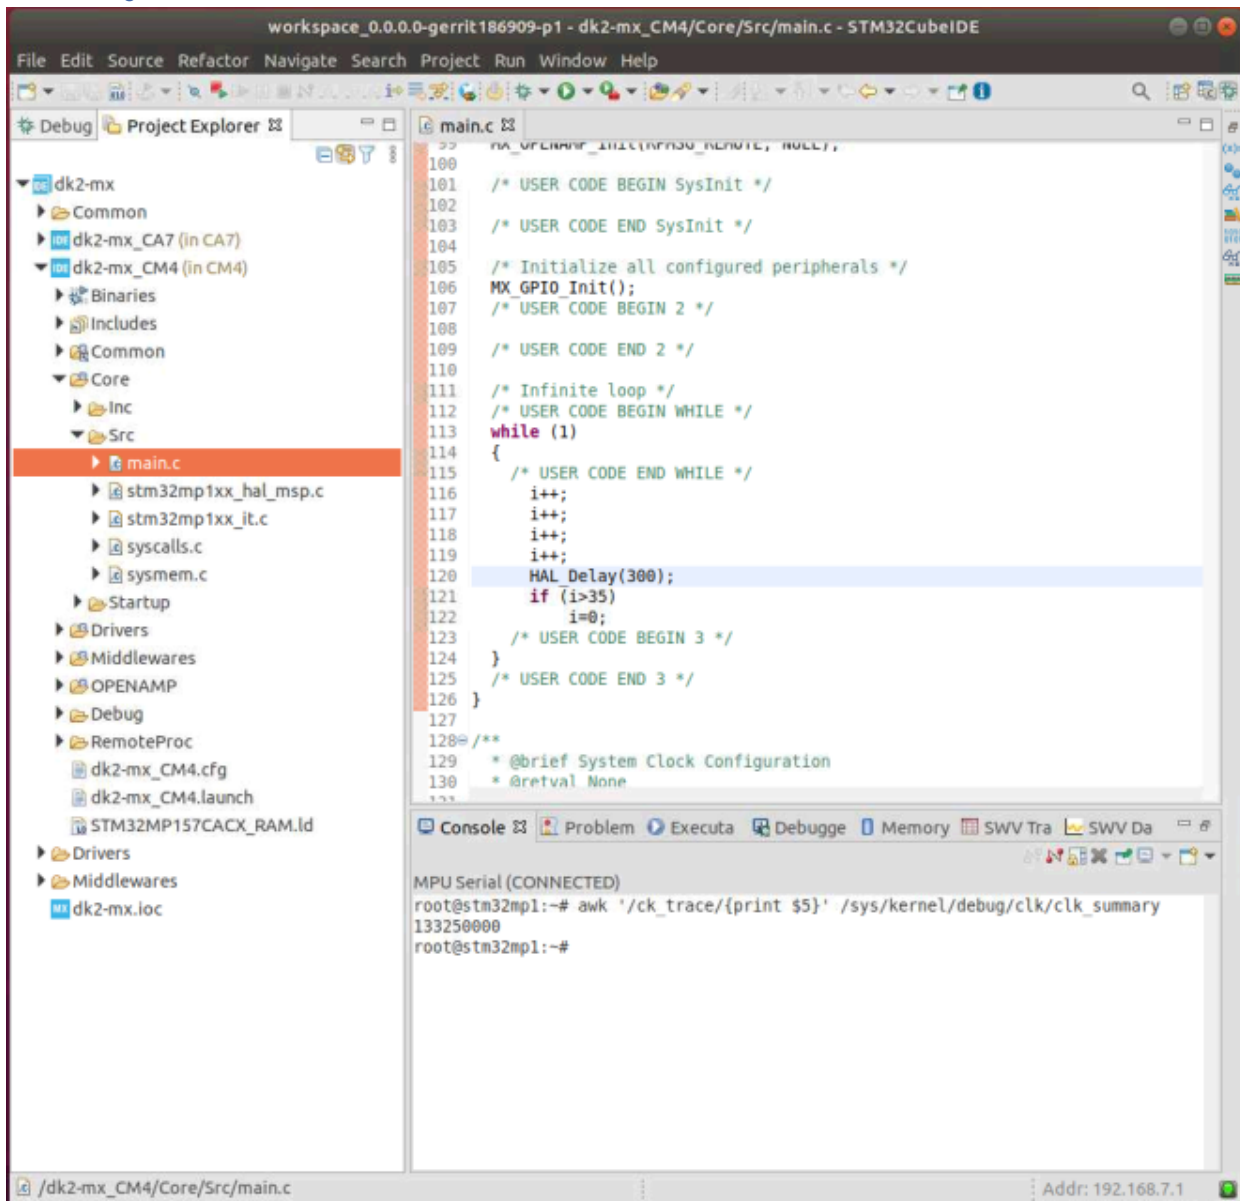 workspace_0.0.0.0-gerrit186909-p1 - dk2-mx_CM4/Core/Src/main.c - STM32CubeIDE
File Edit Source Refactor Navigate Search Project Run Window Help
Debug Project Explorer
dk2-mx
Common
dk2-mx_CA7 (in CA7)
dk2-mx_CM4 (in CM4)
Binaries
Includes
Common
Core
Inc
Src
main.c
stm32mp1xx_hal_msp.c
stm32mp1xx_it.c
syscalls.c
sysmem.c
Startup
Drivers
Middlewares
OPENAMP
Debug
RemoteProc
dk2-mx_CM4.cfg
dk2-mx_CM4.launch
STM32MP157CACX_RAM.ld
Drivers
Middlewares
dk2-mx.ioc
main.c
99 MX_OPENAMP_Init(RPMSG_REMOTE, NULL);
100
101 /* USER CODE BEGIN SysInit */
102
103 /* USER CODE END SysInit */
104
105 /* Initialize all configured peripherals */
106 MX_GPIO_Init();
107 /* USER CODE BEGIN 2 */
108
109 /* USER CODE END 2 */
110
111 /* Infinite loop */
112 /* USER CODE BEGIN WHILE */
113 while (1)
114 {
115 /* USER CODE END WHILE */
116 i++;
117 i++;
118 i++;
119 i++;
120 HAL_Delay(300);
121 if (i>35)
122 i=0;
123 /* USER CODE BEGIN 3 */
124 }
125 /* USER CODE END 3 */
126 }
127
128 /**
129 * @brief System Clock Configuration
130 * @retval None
Console Problem Executa Debugge Memory SWV Tra SWV Da
MPU Serial (CONNECTED)
root@stm32mp1:~# awk '/ck_trace/{print $5}' /sys/kernel/debug/clk/clk_summary
133250000
root@stm32mp1:~#
/dk2-mx_CM4/Core/Src/main.c
Addr: 192.168.7.1